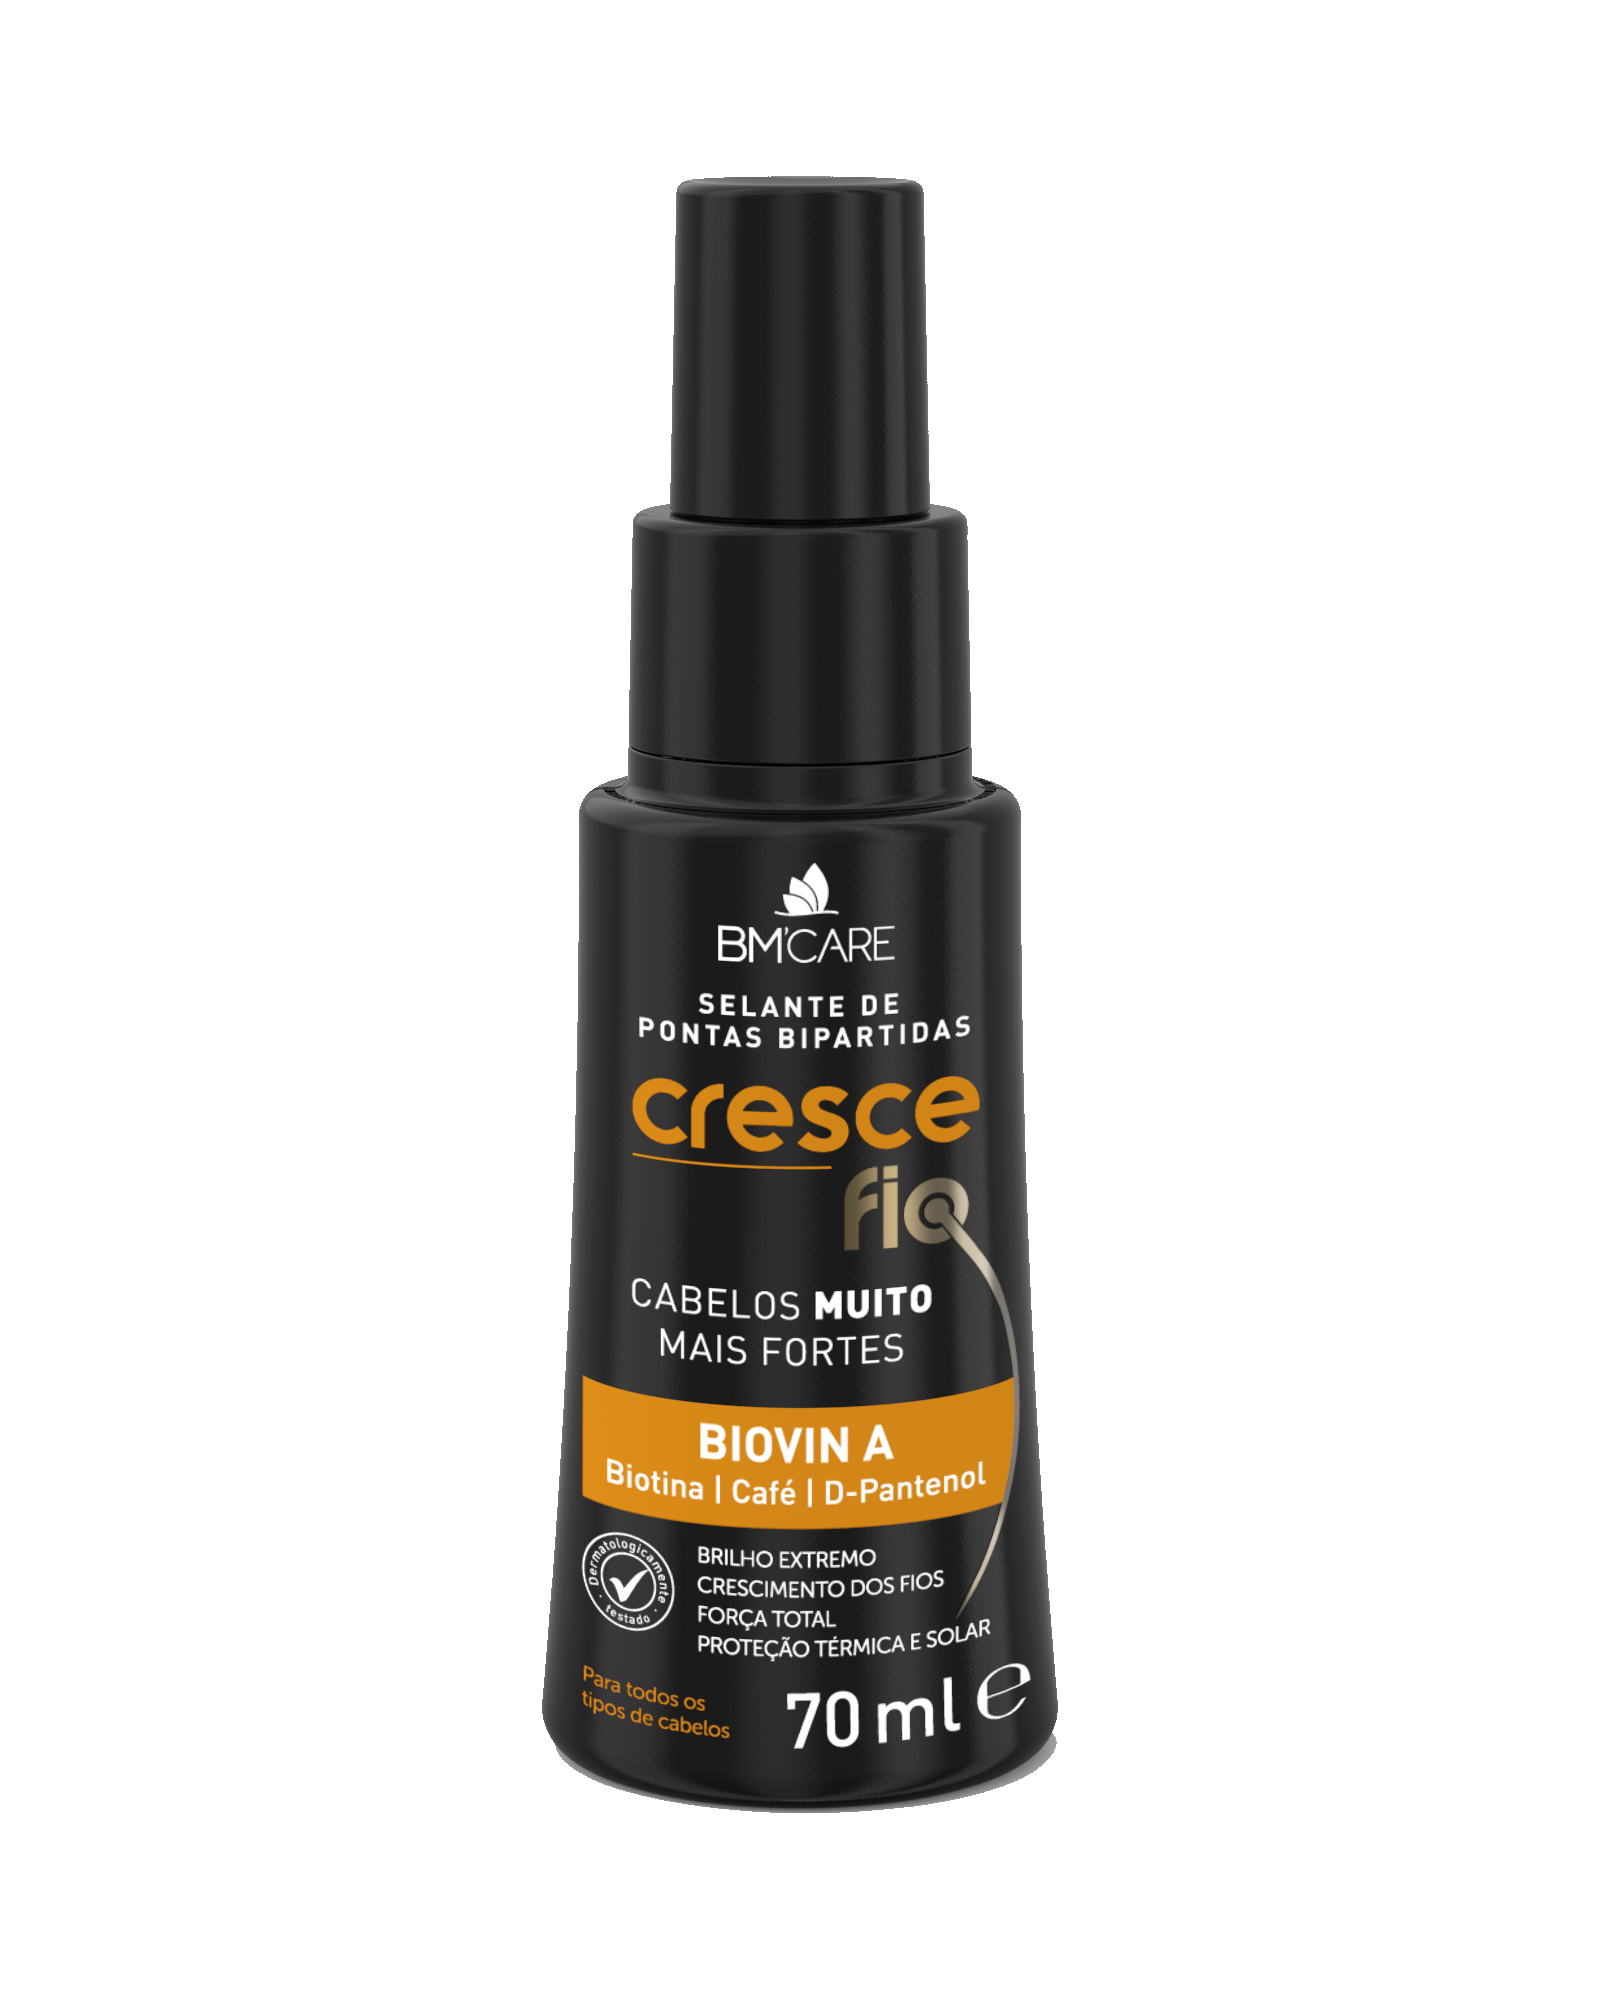 BM'CARE
SELANTE DE
PONTAS BIPARTIDAS
cresce
fio
CABELOS MUITO
MAIS FORTES
BIOVIN A
Biotina | Café | D-Pantenol
Dermatologicamente
testado
BRILHO EXTREMO
CRESCIMENTO DOS FIOS
FORÇA TOTAL
PROTEÇÃO TÉRMICA E SOLAR
Para todos os
tipos de cabelos
70 ml e